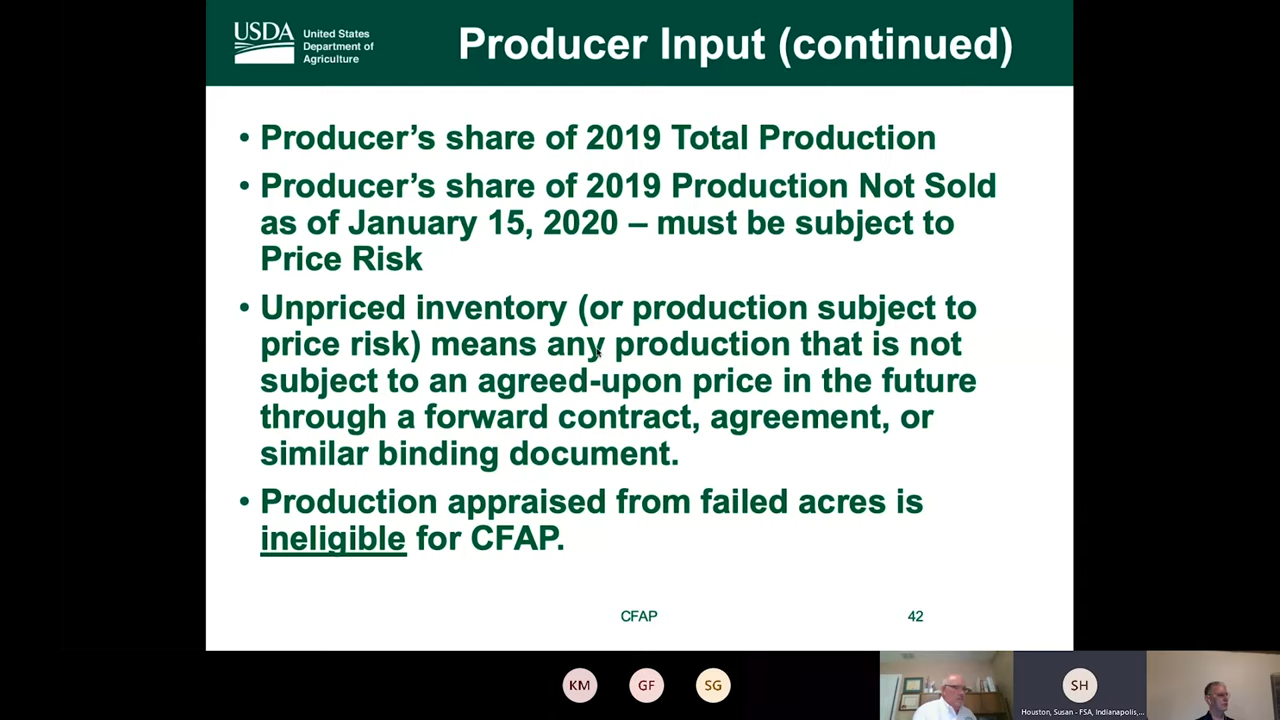 USDA
United States
Department of
Agriculture
Producer Input (continued)
• Producer’s share of 2019 Total Production
• Producer’s share of 2019 Production Not Sold
as of January 15, 2020 – must be subject to
Price Risk
• Unpriced inventory (or production subject to
price risk) means any production that is not
subject to an agreed-upon price in the future
through a forward contract, agreement, or
similar binding document.
• Production appraised from failed acres is
ineligible for CFAP.
CFAP
42
KM
GF
SG
SH
Houston, Susan - FSA, Indianapolis,...